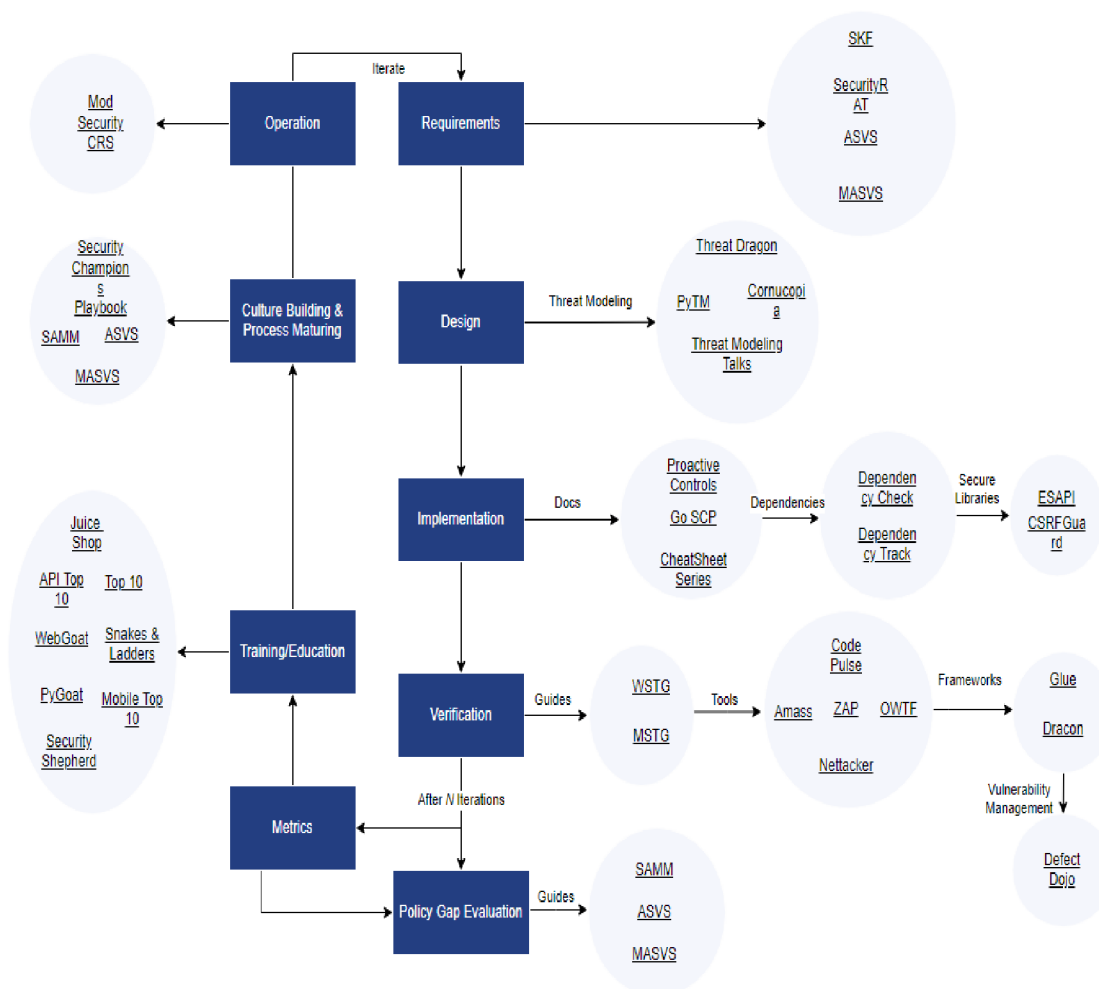 Iterate
Mod
Security
CRS
Operation
Requirements
SKF
SecurityR
AT
ASVS
MASVS
Security
Champion
s
Playbook
SAMM
ASVS
MASVS
Culture Building &
Process Maturing
Design
Threat Modeling
Threat Dragon
PyTM
Cornucop
ia
Threat Modeling
Talks
Implementation
Docs
Proactive
Controls
Go SCP
CheatSheet
Series
Dependencies
Dependen
cy Check
Dependen
cy Track
Secure
Libraries
ESAPI
CSRFGua
rd
Juice
Shop
API Top
10
Top 10
WebGoat
Snakes &
Ladders
PyGoat
Mobile Top
10
Security
Shepherd
Training/Education
Verification
Guides
WSTG
MSTG
Tools
Code
Pulse
Amass
ZAP
OWTF
Nettacker
Frameworks
Glue
Dracon
Vulnerability
Management
Defect
Dojo
After N Iterations
Metrics
Policy Gap Evaluation
Guides
SAMM
ASVS
MASVS